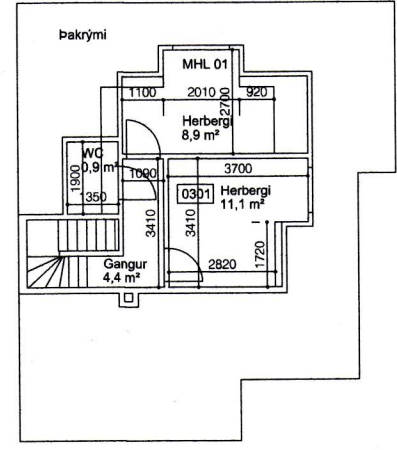 Þakrými
MHL 01
1100
2010
920
2700
Herbergi
8,9 m²
WC
0,9 m²
1090
3700
1900
350
0301
Herbergi
11,1 m²
3410
3410
1720
Gangur
4,4 m²
2820